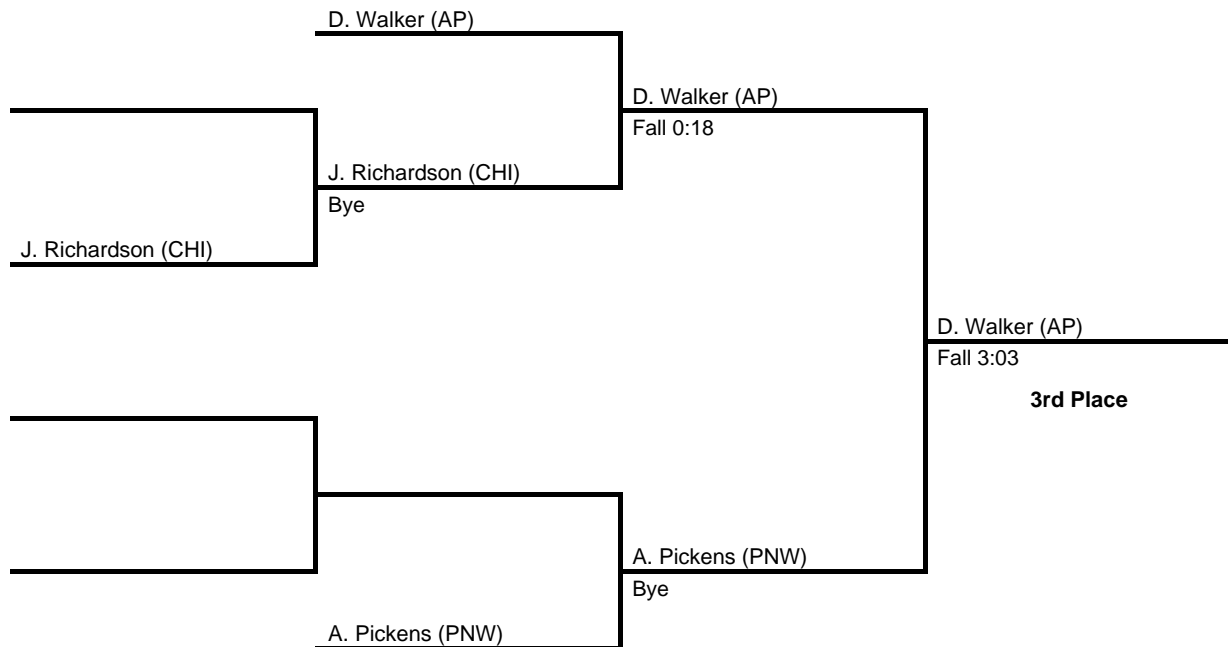 D. Walker (AP)
D. Walker (AP)
Fall 0:18
J. Richardson (CHI)
Bye
J. Richardson (CHI)
D. Walker (AP)
Fall 3:03
3rd Place
A. Pickens (PNW)
Bye
A. Pickens (PNW)